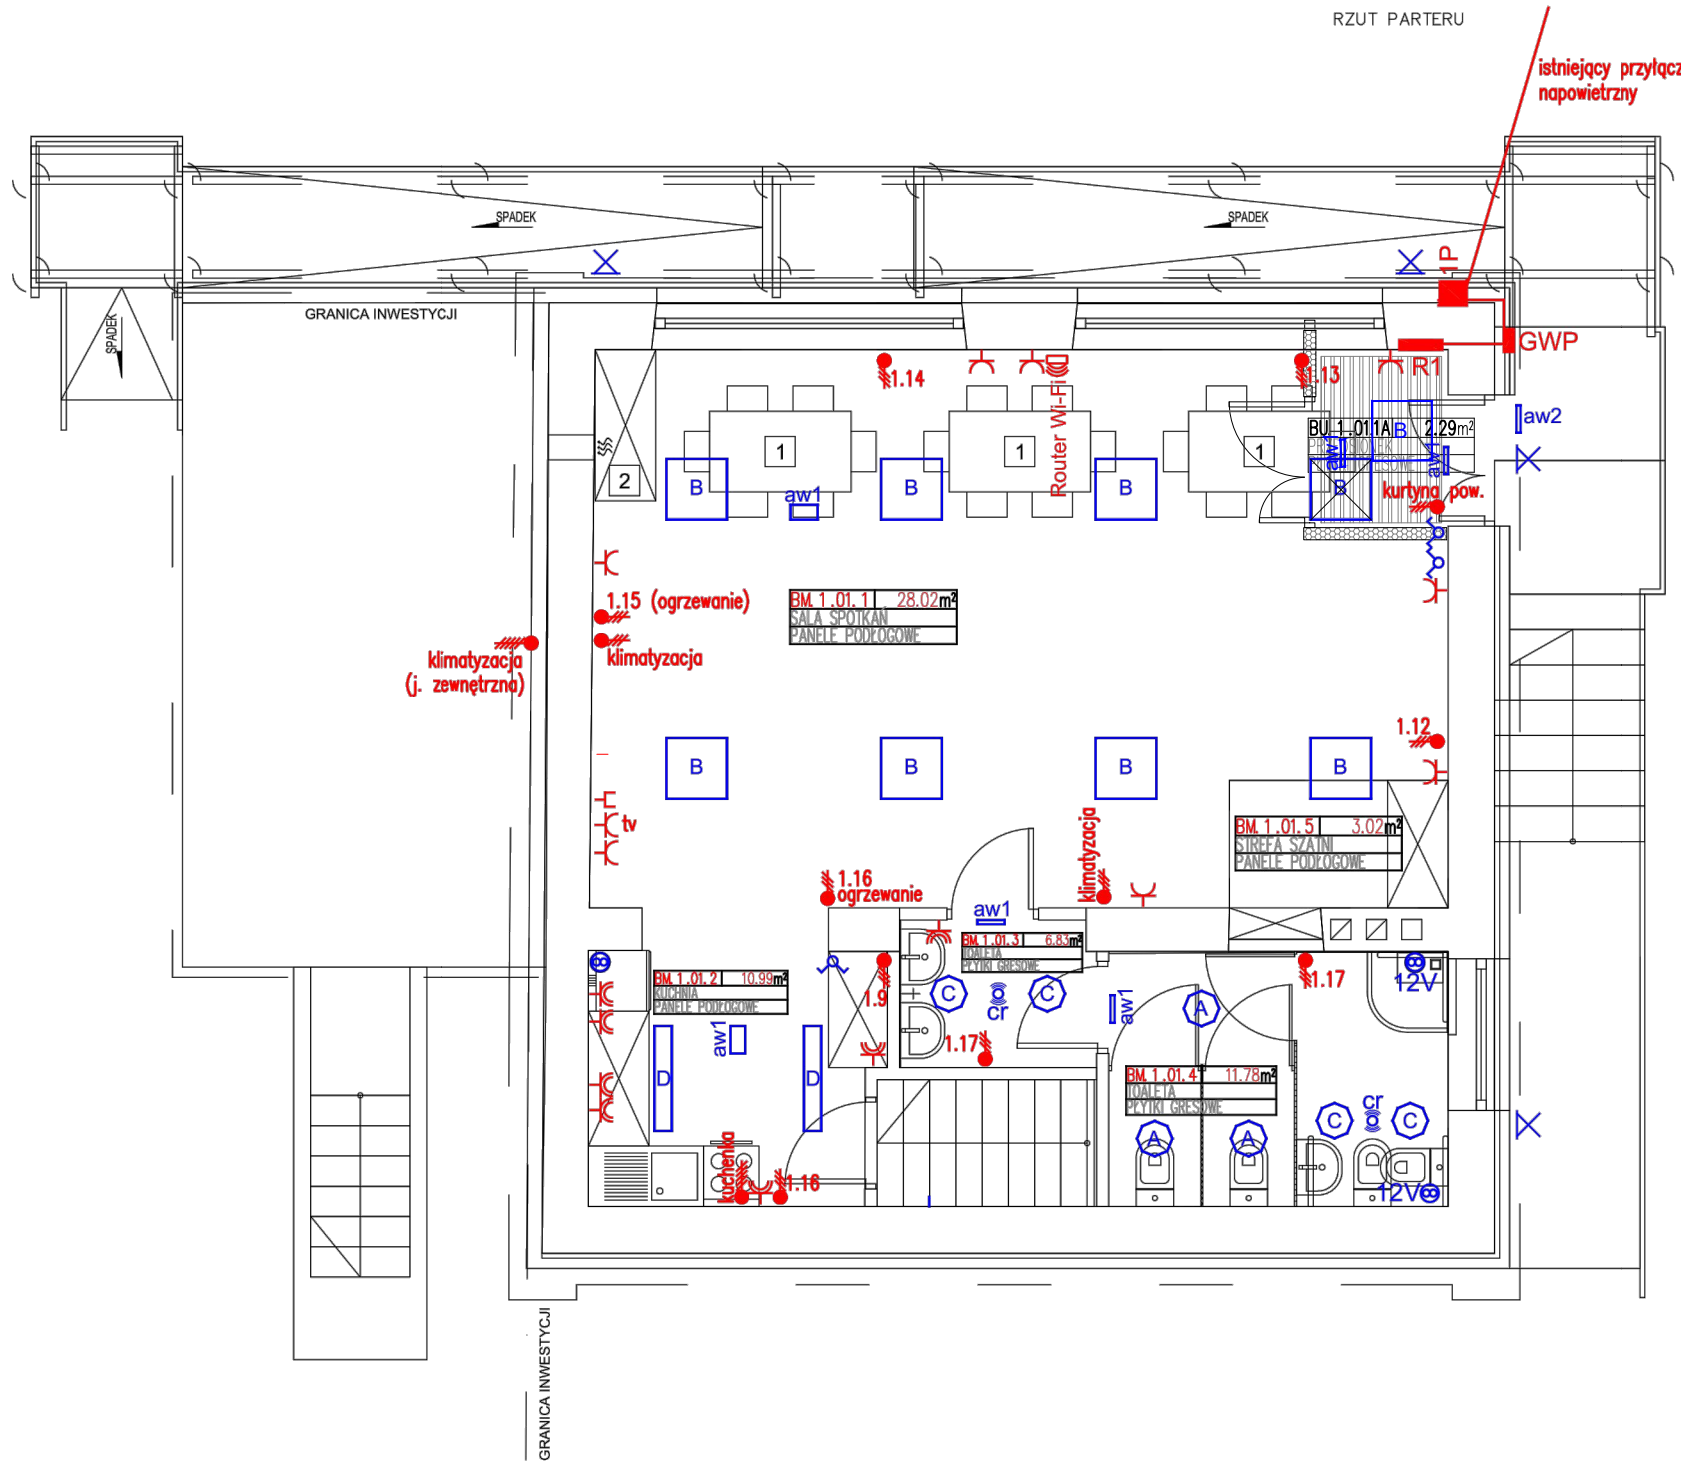 RZUT PARTERU
istniejący przyłącz
napowietrzny
SPADEK
SPADEK
1P
GRANICA INWESTYCJI
SPADEK
GWP
R1
1.14
Router Wi-Fi
1.13
aw2
1
1
1
2
BU.1.01.1A 2.29m²
B
aw1
aw1
B
B
B
B
aw1
kurtyna pow.
1.15 (ogrzewanie)
BM.1.01.1 28.02m²
SALA SPOTKAŃ
PANELE PODŁOGOWE
klimatyzacja
klimatyzacja
(j. zewnętrzna)
1.12
B
B
B
B
tv
klimatyzacja
BM.1.01.5 3.02m²
STREFA SZATNI
PANELE PODŁOGOWE
1.16
ogrzewanie
aw1
BM.1.01.3 6.83m²
TOALETA
PŁYTKI GRESOWE
BM.1.01.2 10.99m²
KUCHNIA
PANELE PODŁOGOWE
1.9
C
cr
C
aw1
A
1.17
12V
aw1
1.17
D
D
BM.1.01.4 11.78m²
TOALETA
PŁYTKI GRESOWE
cr
C
C
A
A
kuchenka
1.16
12V
GRANICA INWESTYCJI